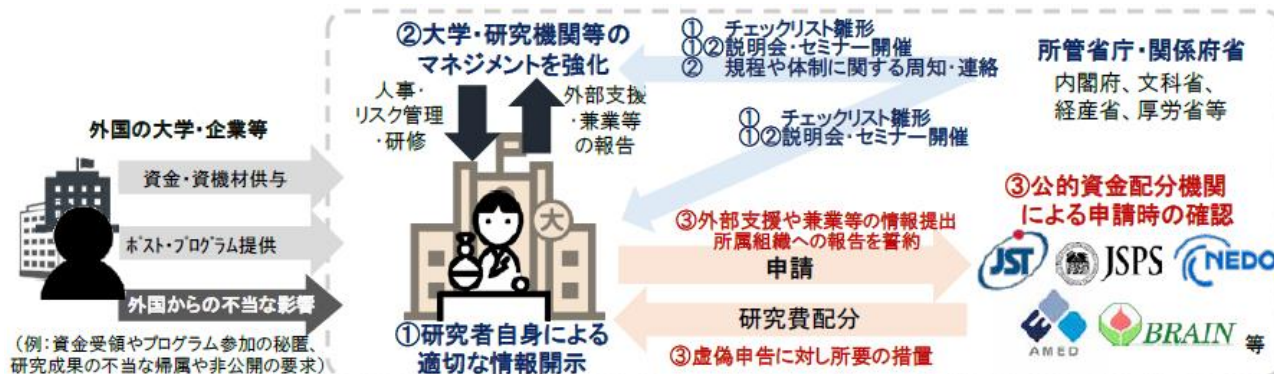 外国の大学・企業等
資金・資機材供与
ポスト・プログラム提供
外国からの不当な影響
(例:資金受領やプログラム参加の秘匿、
研究成果の不当な帰属や非公開の要求)
②大学・研究機関等の
マネジメントを強化
人事・
リスク管理
・研修
外部支援
・兼業等
の報告
大
①研究者自身による
適切な情報開示
① チェックリスト雛形
①②説明会・セミナー開催
② 規程や体制に関する周知・連絡
① チェックリスト雛形
①②説明会・セミナー開催
所管省庁・関係府省
内閣府、文科省、
経産省、厚労省等
③外部支援や兼業等の情報提出
所属組織への報告を誓約
申請
研究費配分
③虚偽申告に対し所要の措置
③公的資金配分機関
による申請時の確認
JST
JSPS
NEDO
AMED
BRAIN 等